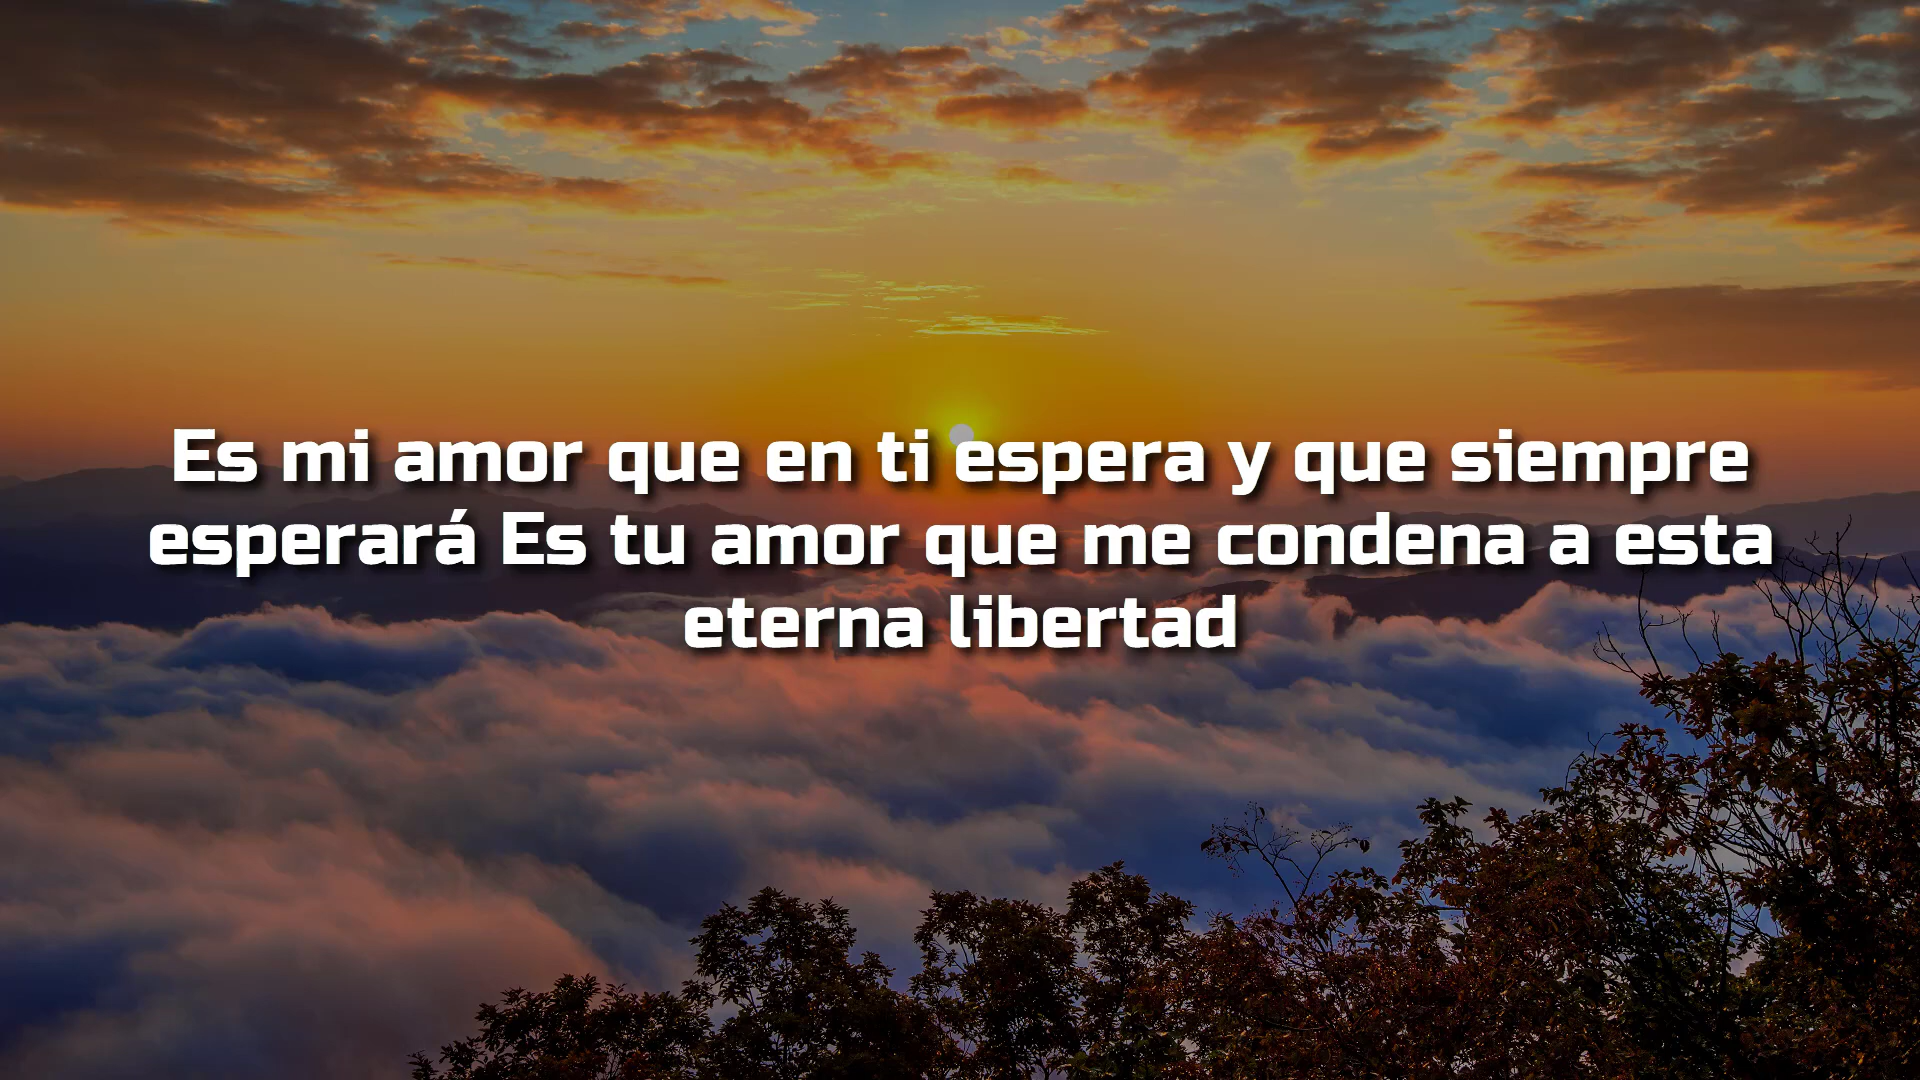 Es mi amor que en ti espera y que siempre
esperará Es tu amor que me condena a esta
eterna libertad